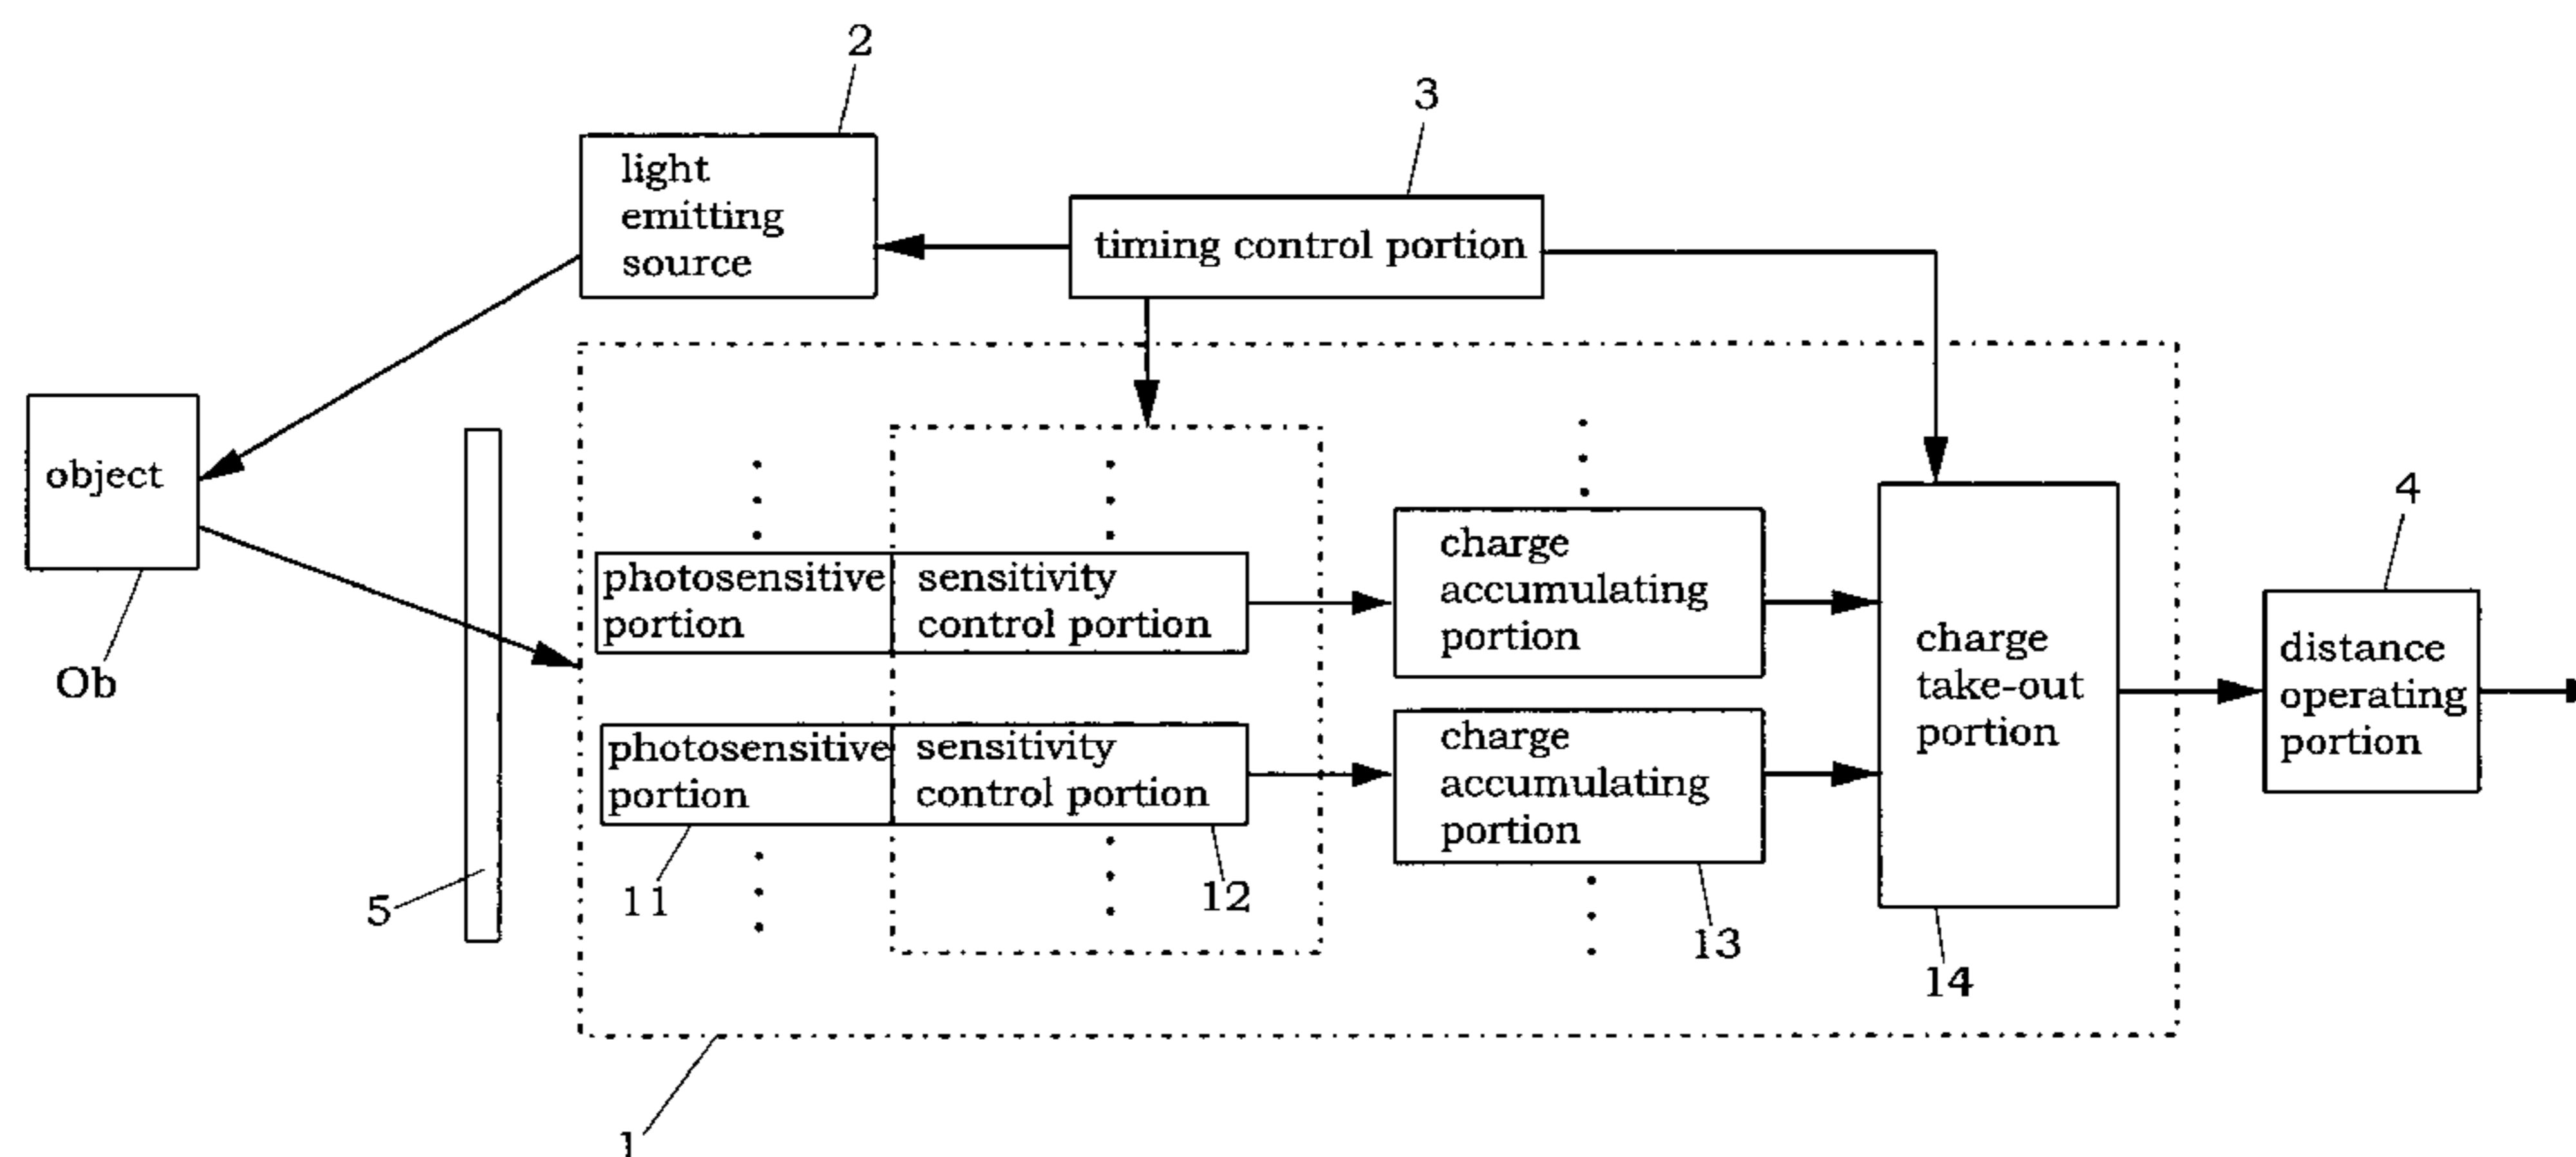 2
3
light
emitting
source
timing control portion
object
Ob
5
4
photosensitive
portion
sensitivity
control portion
charge
accumulating
portion
photosensitive
portion
sensitivity
control portion
charge
accumulating
portion
charge
take-out
portion
distance
operating
portion
11
12
13
14
1